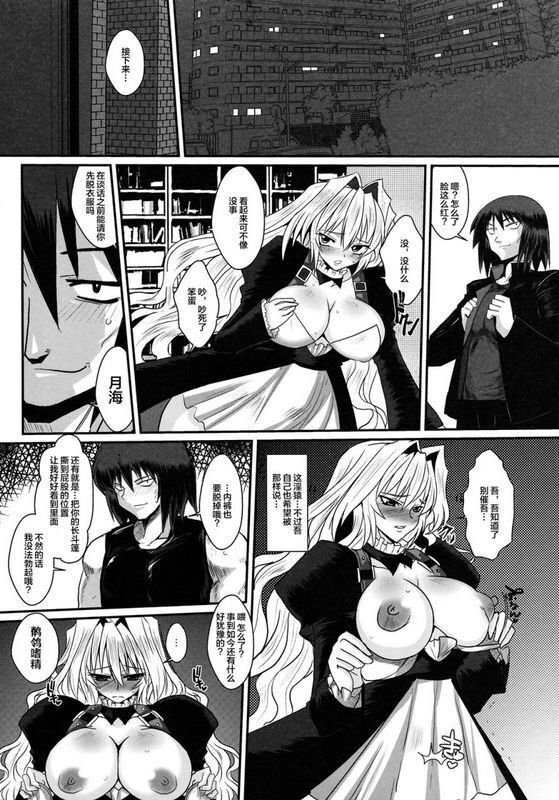 接下来…
嗯？怎么了
脸这么红？
没，没什么
看起来可不像
没事
吵，吵死了
笨蛋
在谈话之前能请你
先脱衣服吗
月海
吾，吾知道了
别催吾
这淫猿…不过吾
自己也希望被
那样说…
…内裤也
要脱掉哦？
还有就是…把你的长斗篷
撕到屁股的位置
让我好好看到里面
不然的话
我没法勃起哦？
喂 怎么了？
事到如今还有什么
好犹豫的？
…
鹡鸰嗜精